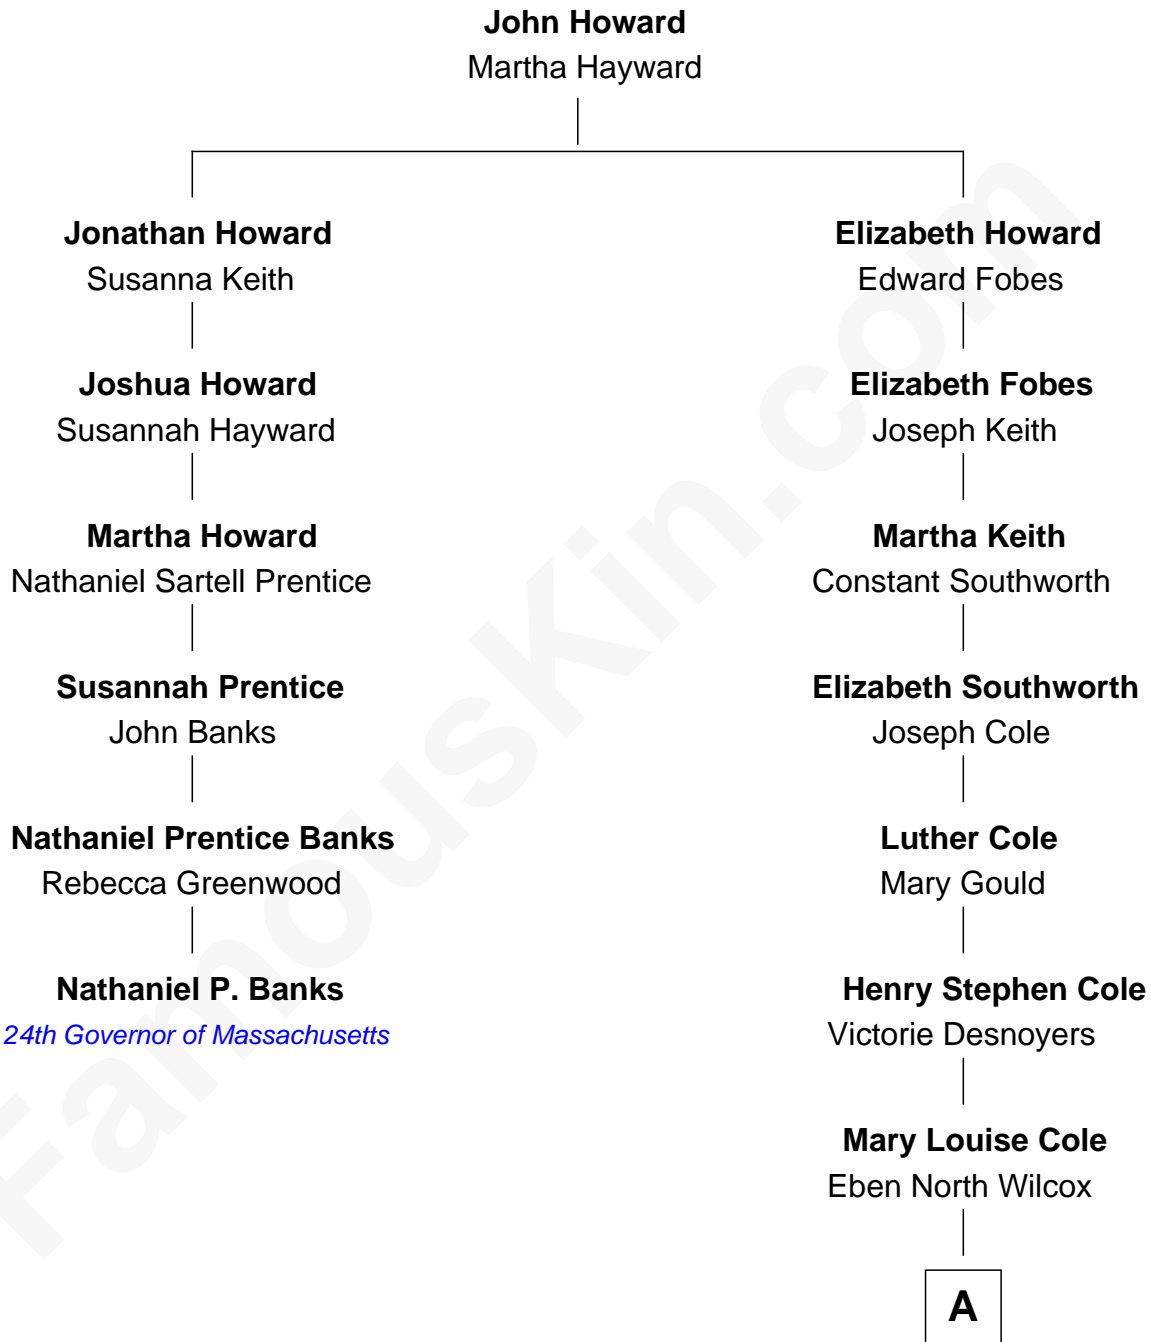 John Howard
Martha Hayward
Jonathan Howard
Susanna Keith
Joshua Howard
Susannah Hayward
Martha Howard
Nathaniel Sartell Prentice
Susannah Prentice
John Banks
Nathaniel Prentice Banks
Rebecca Greenwood
Nathaniel P. Banks
24th Governor of Massachusetts
Elizabeth Howard
Edward Fobes
Elizabeth Fobes
Joseph Keith
Martha Keith
Constant Southworth
Elizabeth Southworth
Joseph Cole
Luther Cole
Mary Gould
Henry Stephen Cole
Victorie Desnoyers
Mary Louise Cole
Eben North Wilcox
A
FamousKin.com